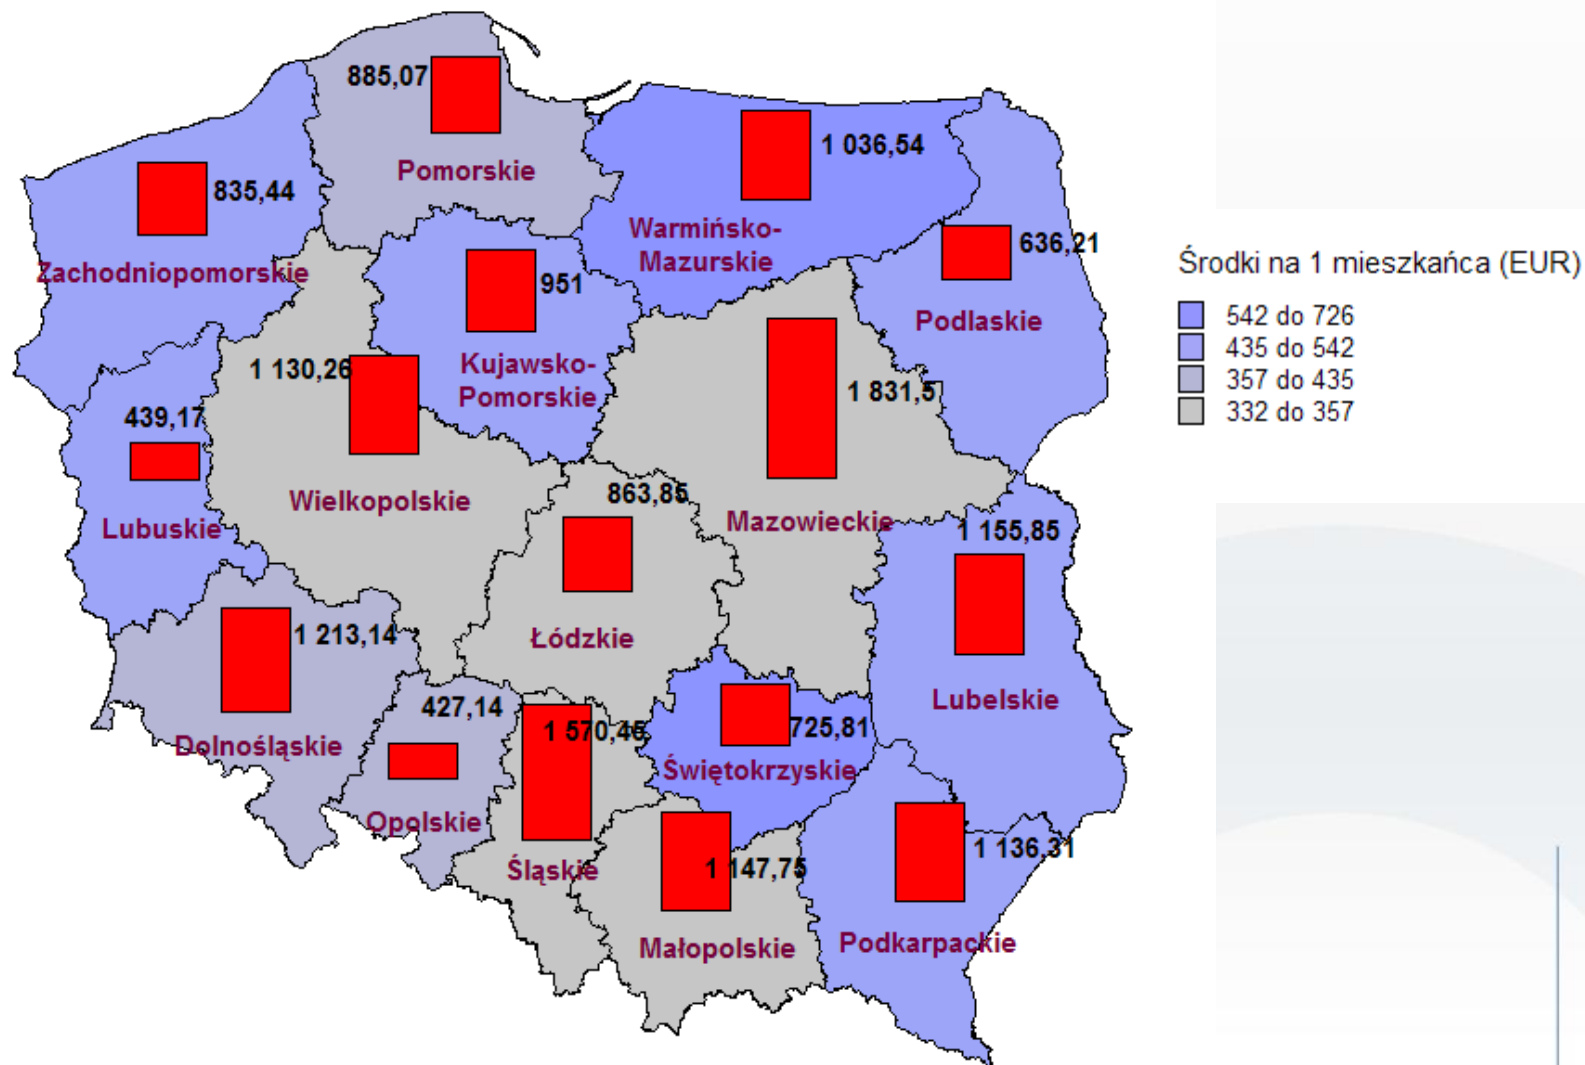 885,07
Pomorskie
1 036,54
Warmińsko-
Mazurskie
835,44
Zachodniopomorskie
636,21
Podlaskie
951
Kujawsko-
Pomorskie
1 130,26
Wielkopolskie
1 831,5
Mazowieckie
439,17
Lubuskie
863,85
Łódzkie
1 155,85
Lubelskie
1 213,14
Dolnośląskie
427,14
Opolskie
1 570,45
Śląskie
725,81
Świętokrzyskie
1 147,75
Małopolskie
1 136,31
Podkarpackie
Środki na 1 mieszkańca (EUR)
542 do 726
435 do 542
357 do 435
332 do 357